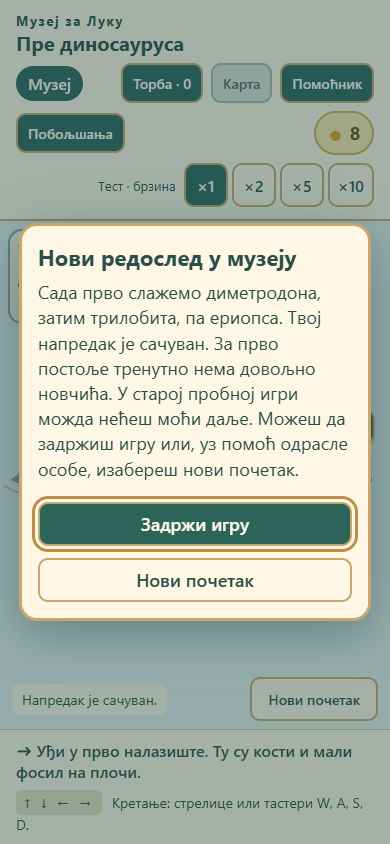 Музеј за Луку
Пре диносауруса
Музеј
Торба · 0
Карта
Помоћник
Побољшања
8
Тест · брзина
×1
×2
×5
×10
Нови редослед у музеју
Сада прво слажемо диметродона,
затим трилобита, па ериопса. Твој
напредак је сачуван. За прво
постоље тренутно нема довољно
новчића. У старој пробној игри
можда нећеш моћи даље. Можеш да
задржиш игру или, уз помоћ одрасле
особе, изабереш нови почетак.
Задржи игру
Нови почетак
Напредак је сачуван.
Нови почетак
→ Уђи у прво налазиште. Ту су кости и мали
фосил на плочи.
↑ ↓ ← → Кретање: стрелице или тастери W, A, S,
D.